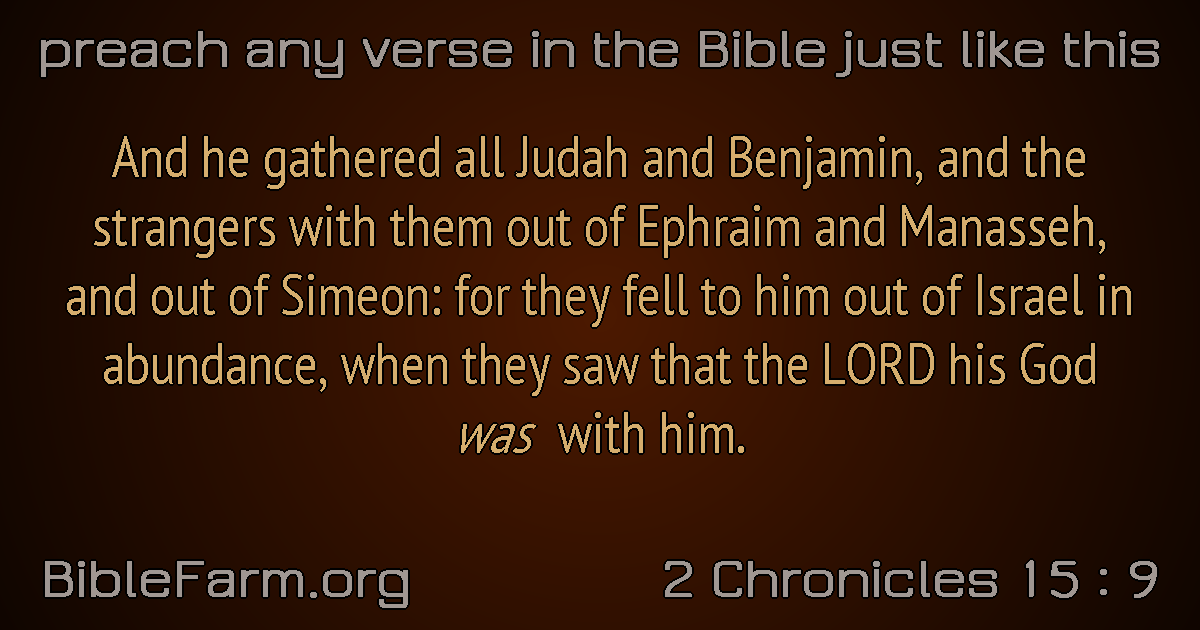 preach any verse in the Bible just like this
And he gathered all Judah and Benjamin, and the
strangers with them out of Ephraim and Manasseh,
and out of Simeon: for they fell to him out of Israel in
abundance, when they saw that the LORD his God
was with him.
BibleFarm.org
2 Chronicles 15 : 9